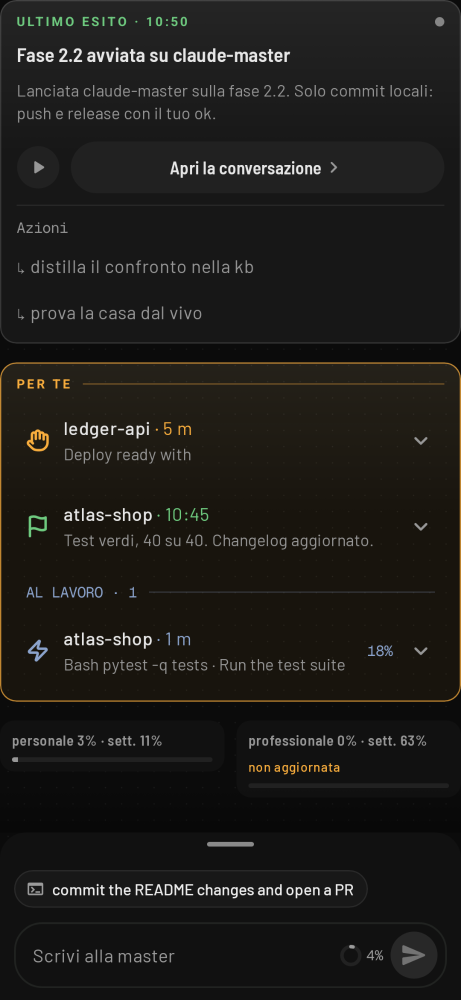 ULTIMO ESITO · 10:50
Fase 2.2 avviata su claude-master
Lanciata claude-master sulla fase 2.2. Solo commit locali:
push e release con il tuo ok.
Apri la conversazione
Azioni
↳ distilla il confronto nella kb
↳ prova la casa dal vivo
PER TE
ledger-api · 5 m
Deploy ready with
atlas-shop · 10:45
Test verdi, 40 su 40. Changelog aggiornato.
AL LAVORO · 1
atlas-shop · 1 m
Bash pytest -q tests · Run the test suite
18%
personale 3% · sett. 11%
professionale 0% · sett. 63%
non aggiornata
commit the README changes and open a PR
Scrivi alla master
4%